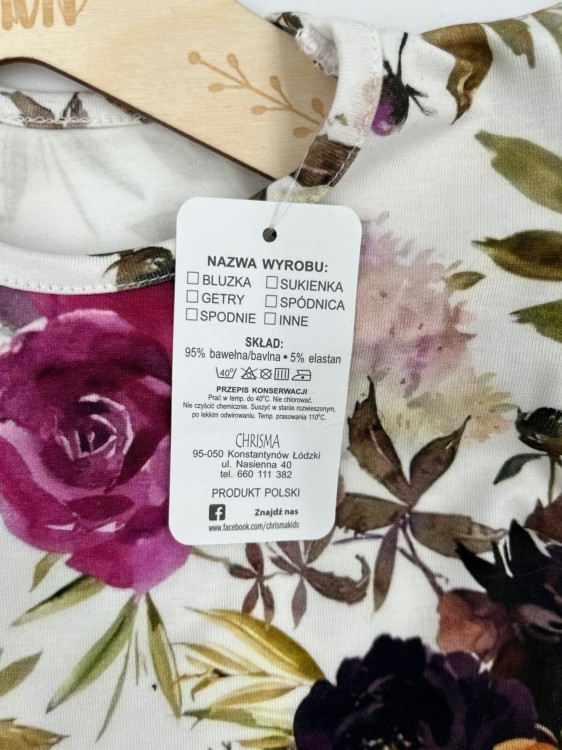 NAZWA WYROBU:
☐ BLUZKA ☐ SUKIENKA
☐ GETRY ☐ SPÓDNICA
☐ SPODNIE ☐ INNE
SKŁAD:
95% bawełna/bavlna • 5% elastan
40°
PRZEPIS KONSERWACJI
Prać w temp. do 40°C. Nie chlorować.
Nie czyścić chemicznie. Suszyć w stanie rozwieszonym,
po lekkim odwirowaniu. Temp. prasowania 110°C.
CHRISMA
95-050 Konstantynów Łódzki
ul. Nasienna 40
tel. 660 111 382
PRODUKT POLSKI
f Znajdź nas
www.facebook.com/chrismakids